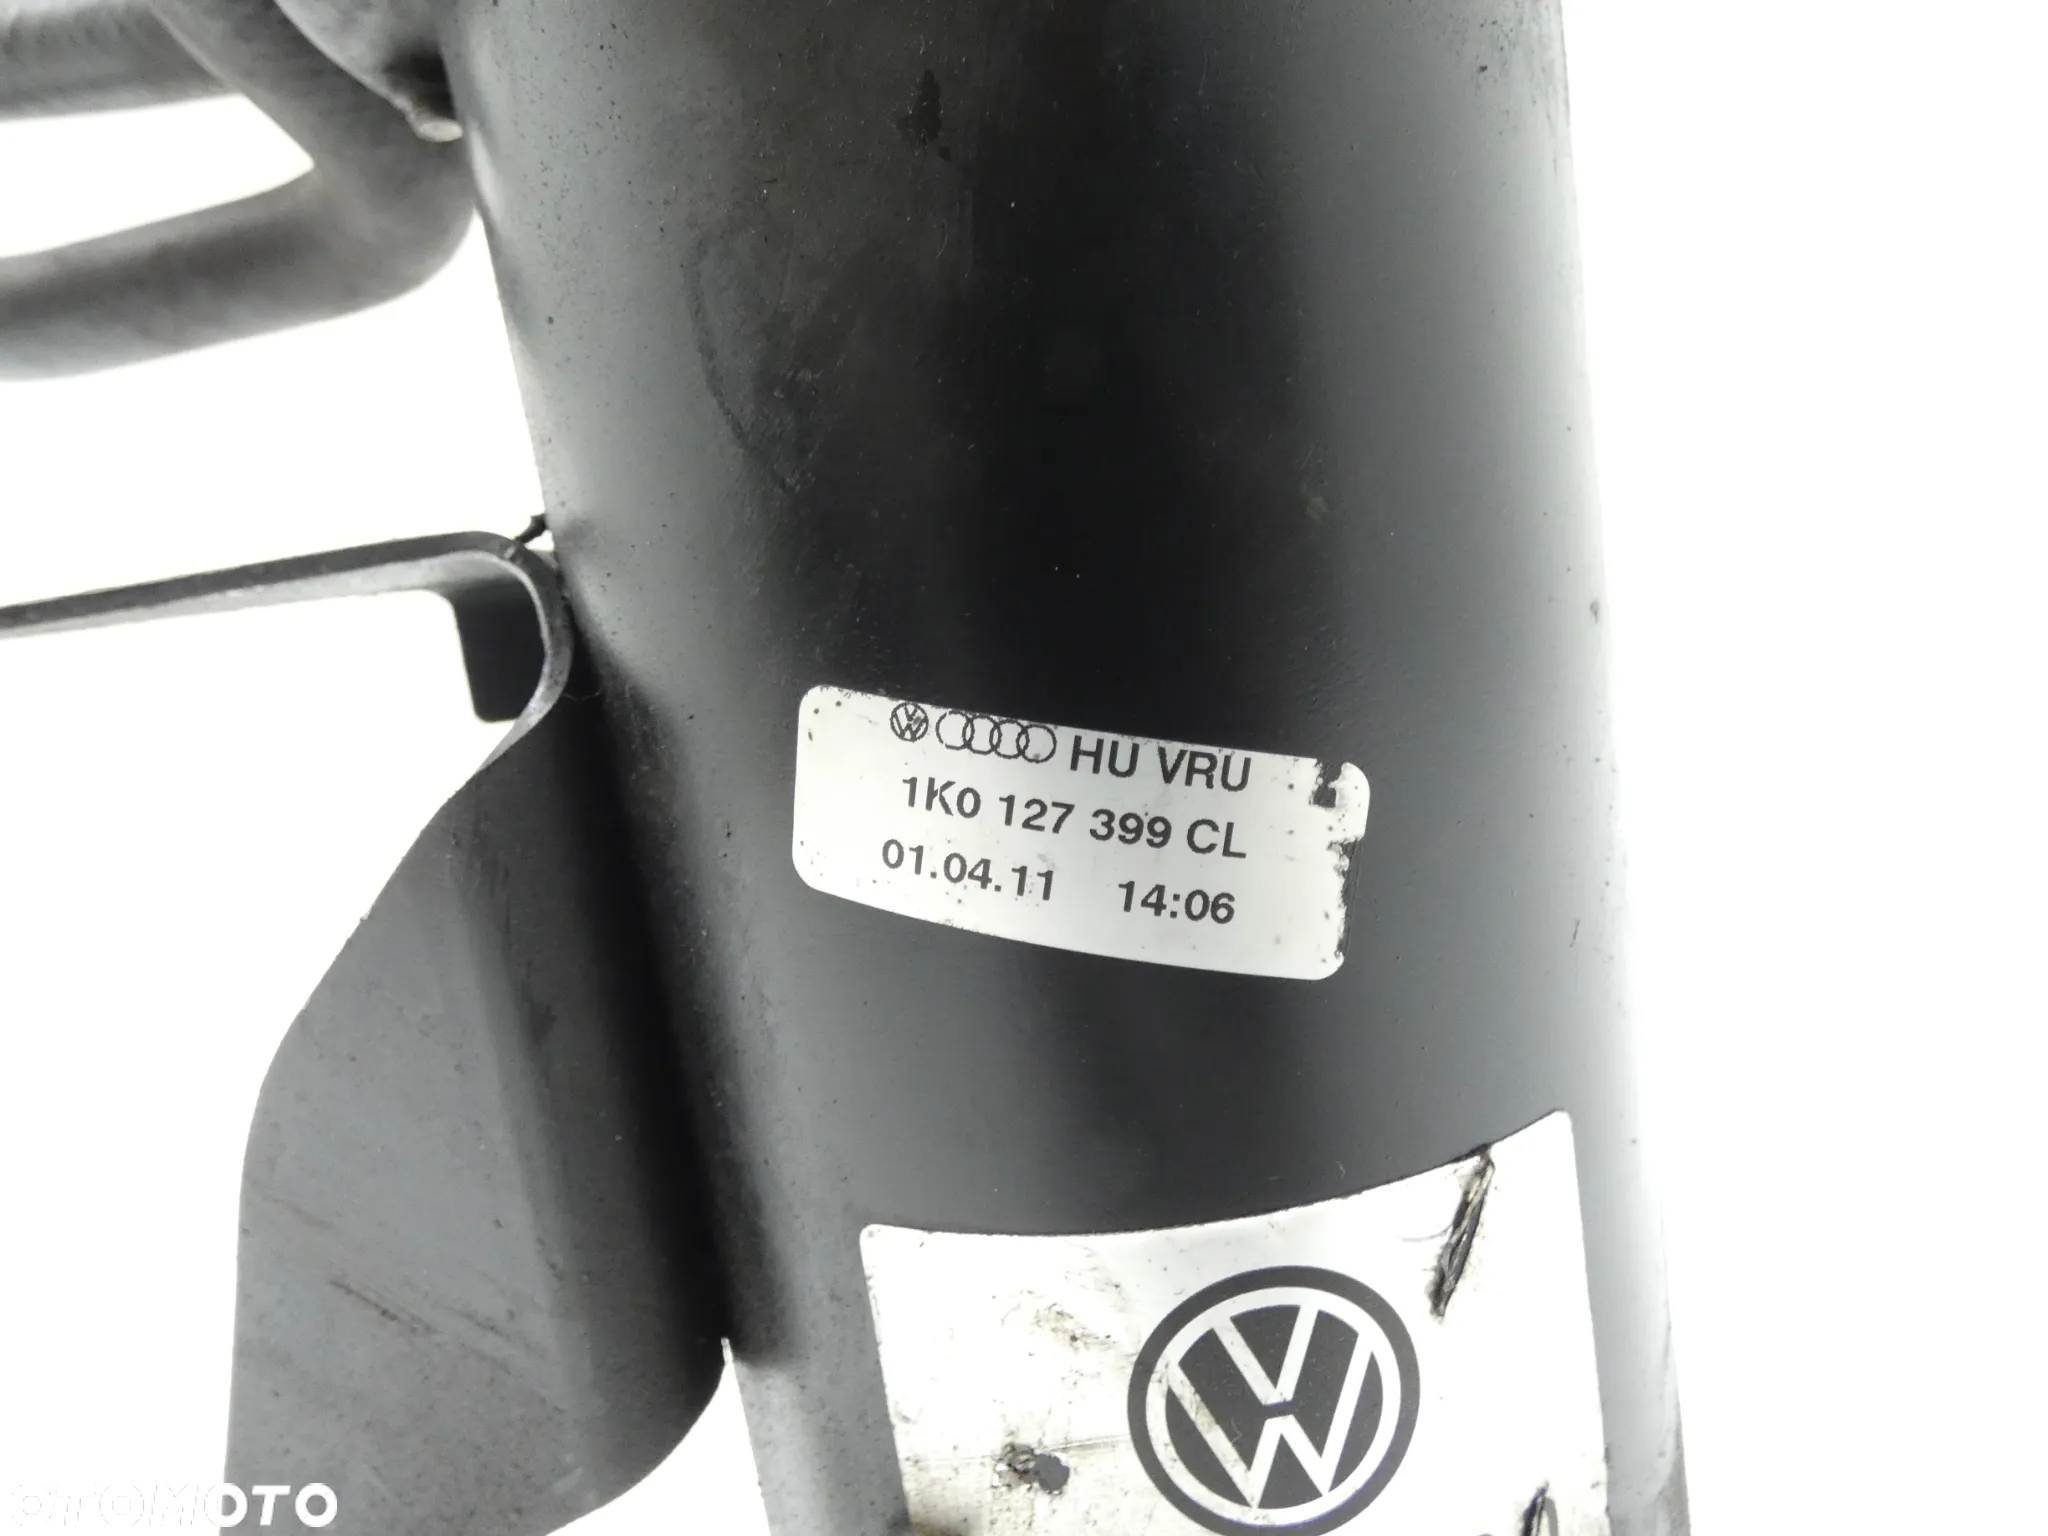 HU VRU
1K0 127 399 CL
01.04.11 14:06
OTOMOTO